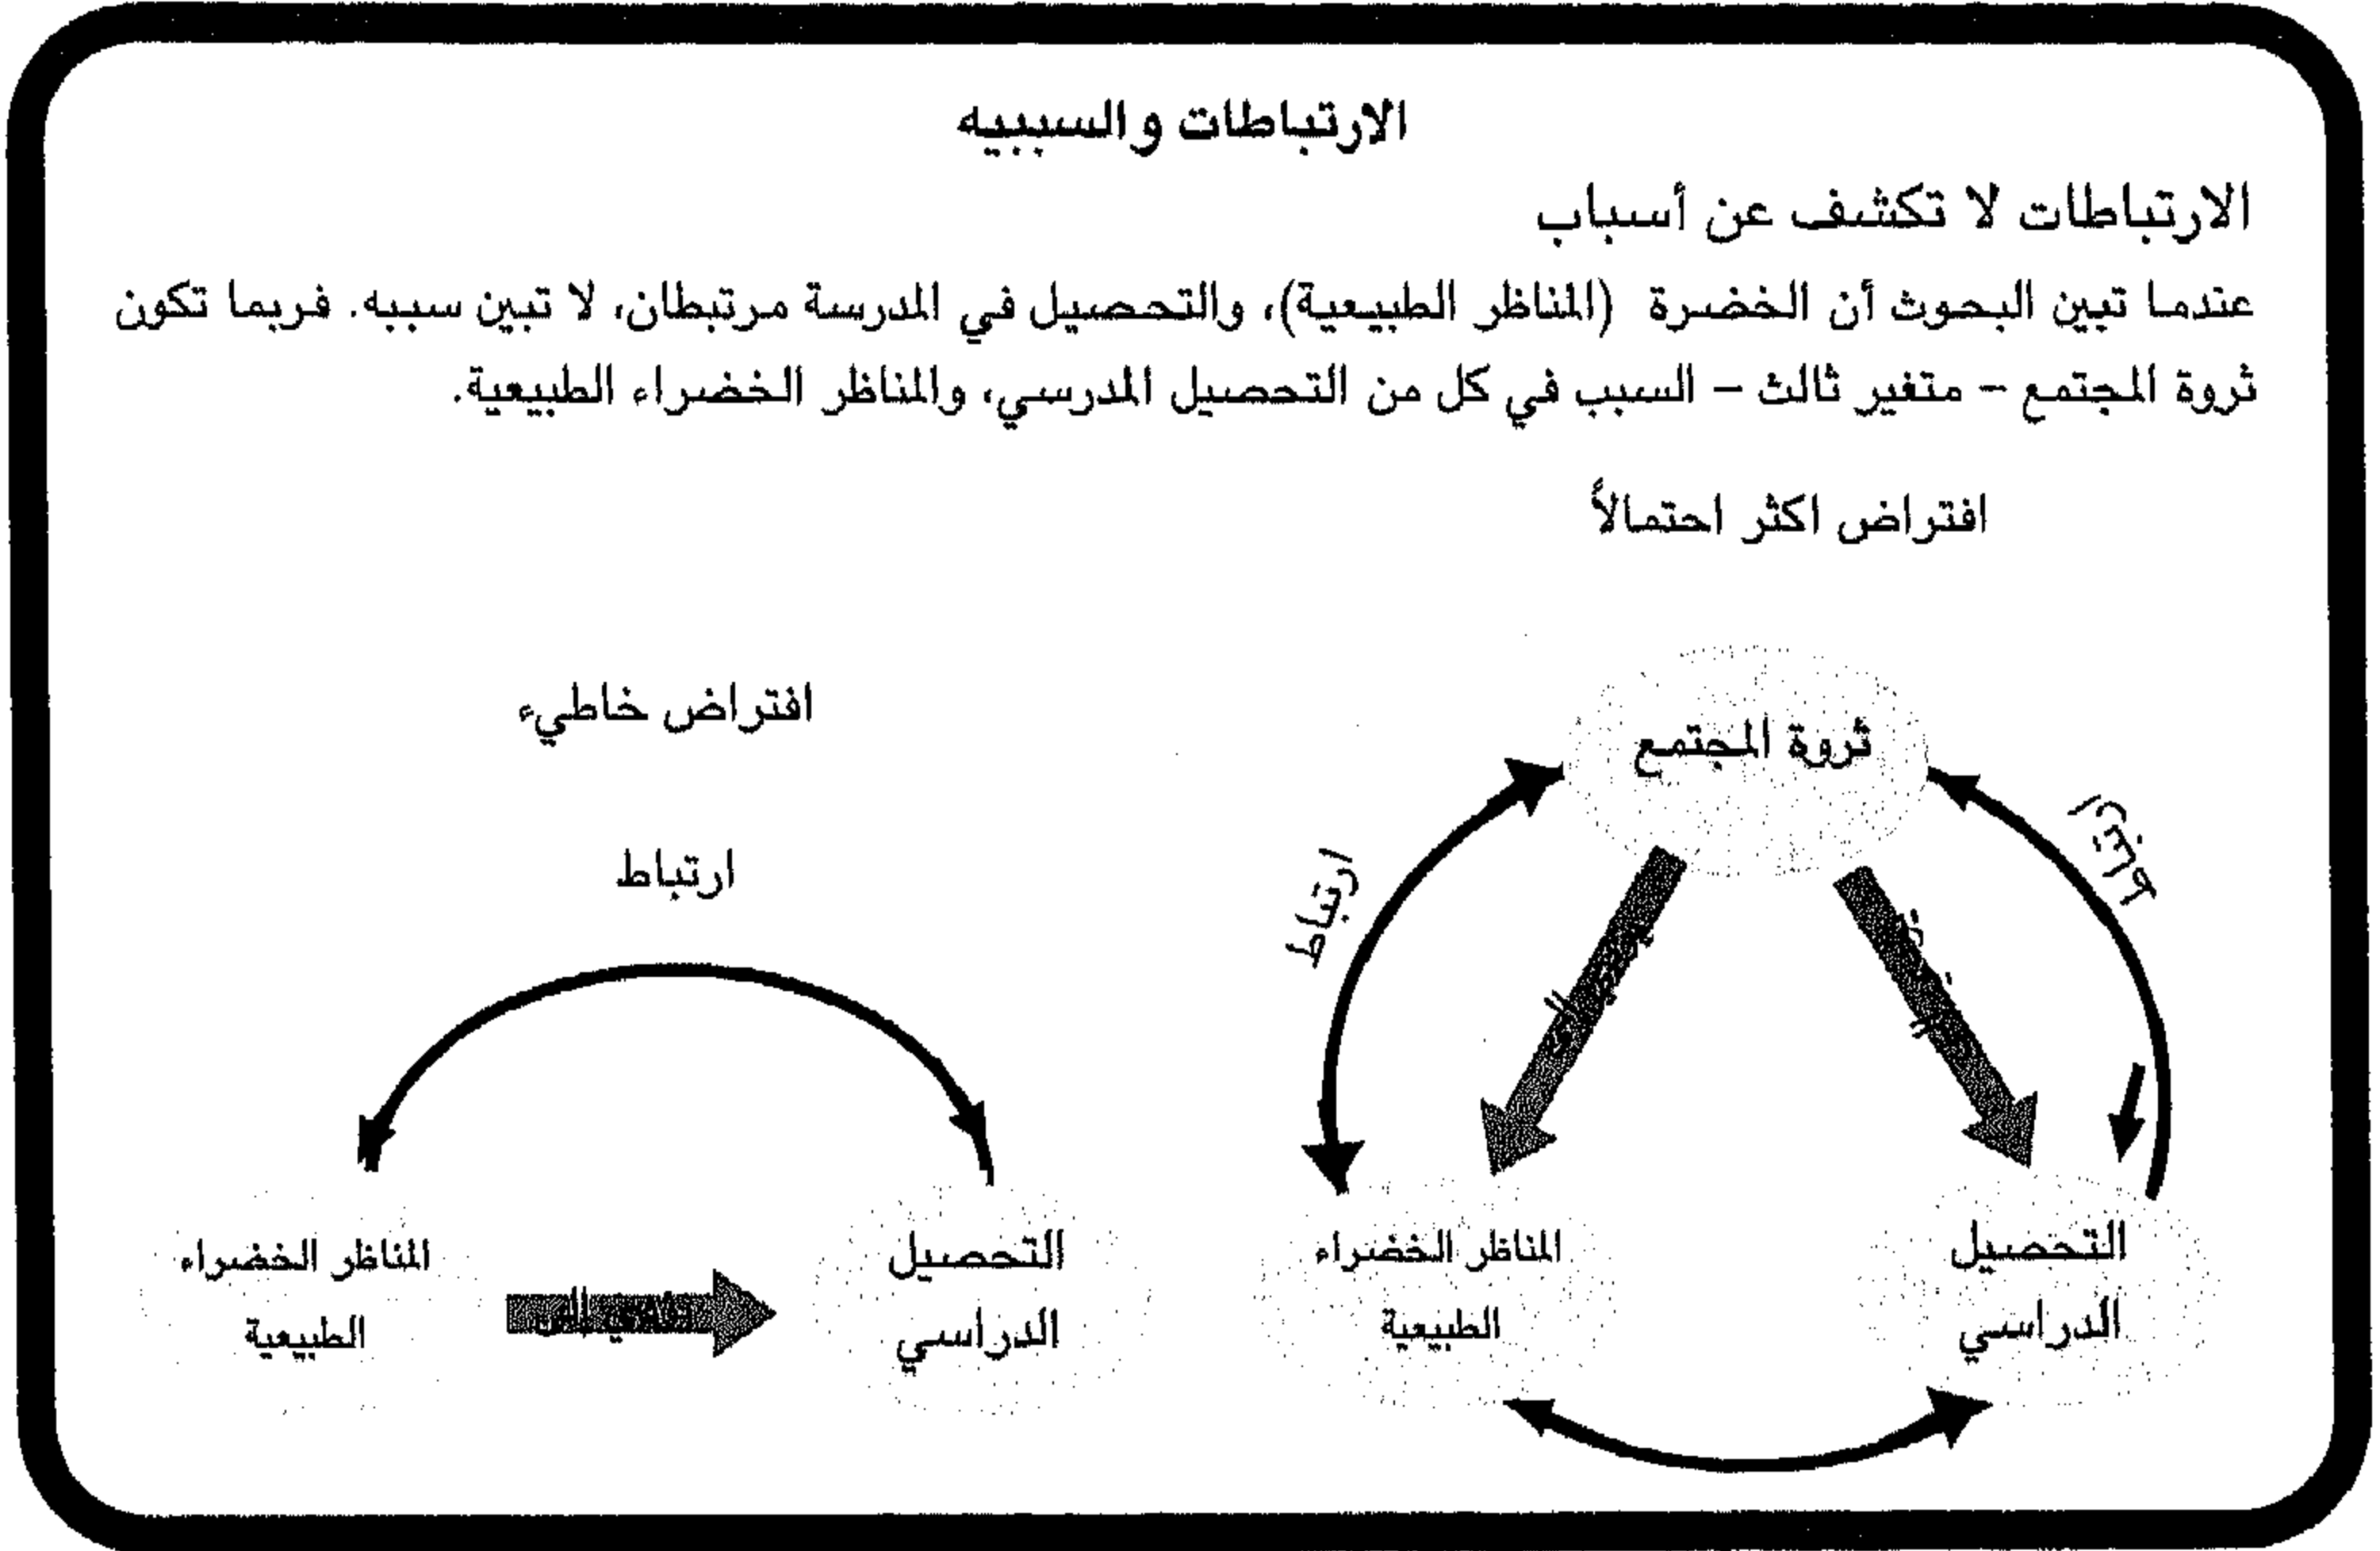 الارتباطات والسببيه
الارتباطات لا تكشف عن أسباب
عندما تبين البحوث أن الخضرة (المناظر الطبيعية)، والتحصيل في المدرسة مرتبطان، لا تبين سببه. فربما تكون
ثروة المجتمع – متغير ثالث – السبب في كل من التحصيل المدرسي، والمناظر الخضراء الطبيعية.
افتراض اكثر احتمالاً
ثروة المجتمع
ارتباط
ارتباط
التحصيل
الدراسي
المناظر الخضراء
الطبيعية
افتراض خاطيء
ارتباط
التحصيل
الدراسي
المناظر الخضراء
الطبيعية